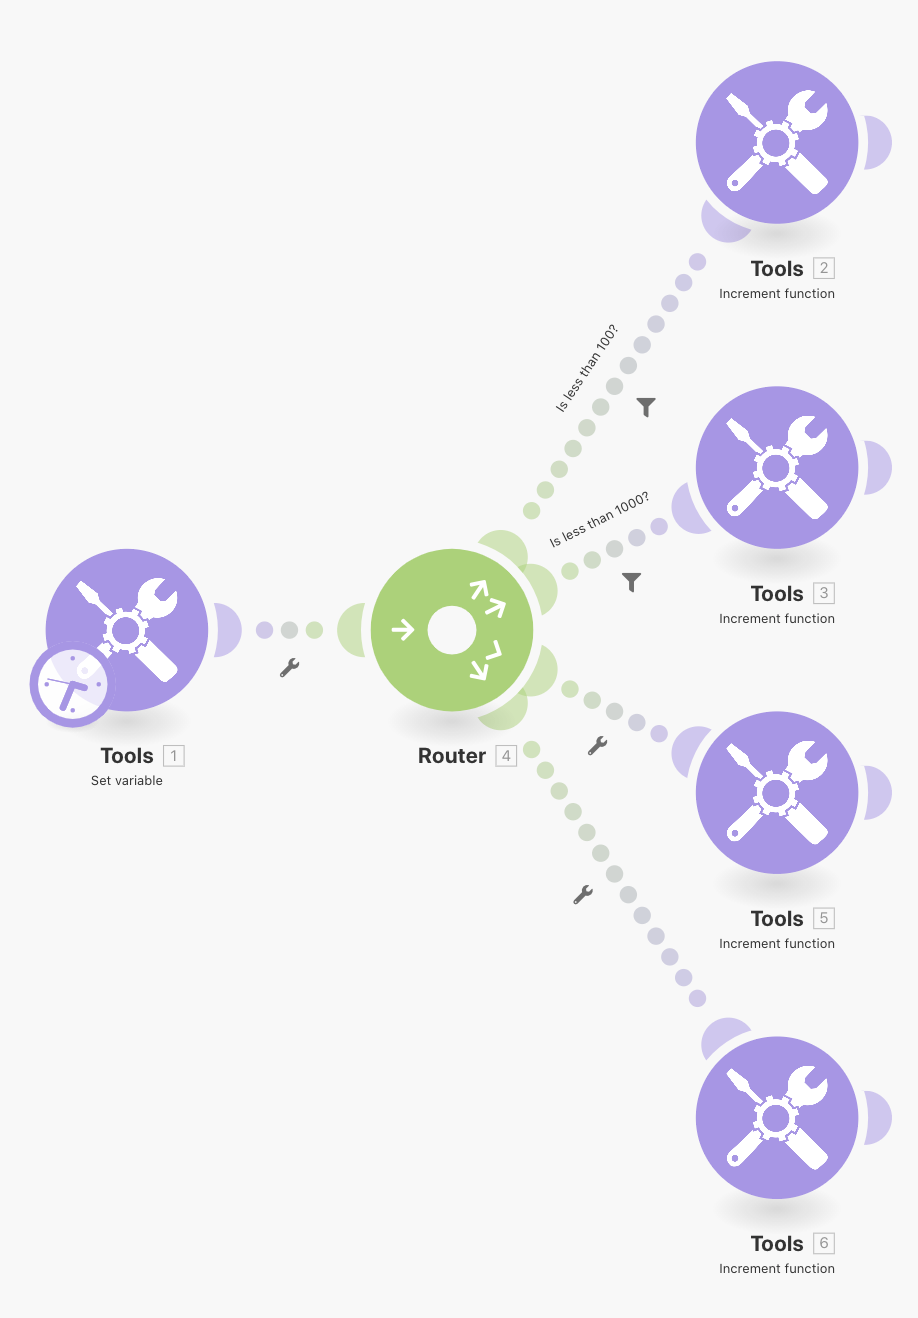 Tools 2
Increment function
Is less than 100?
Is less than 1000?
Tools 3
Increment function
Tools 1
Set variable
Router 4
Tools 5
Increment function
Tools 6
Increment function